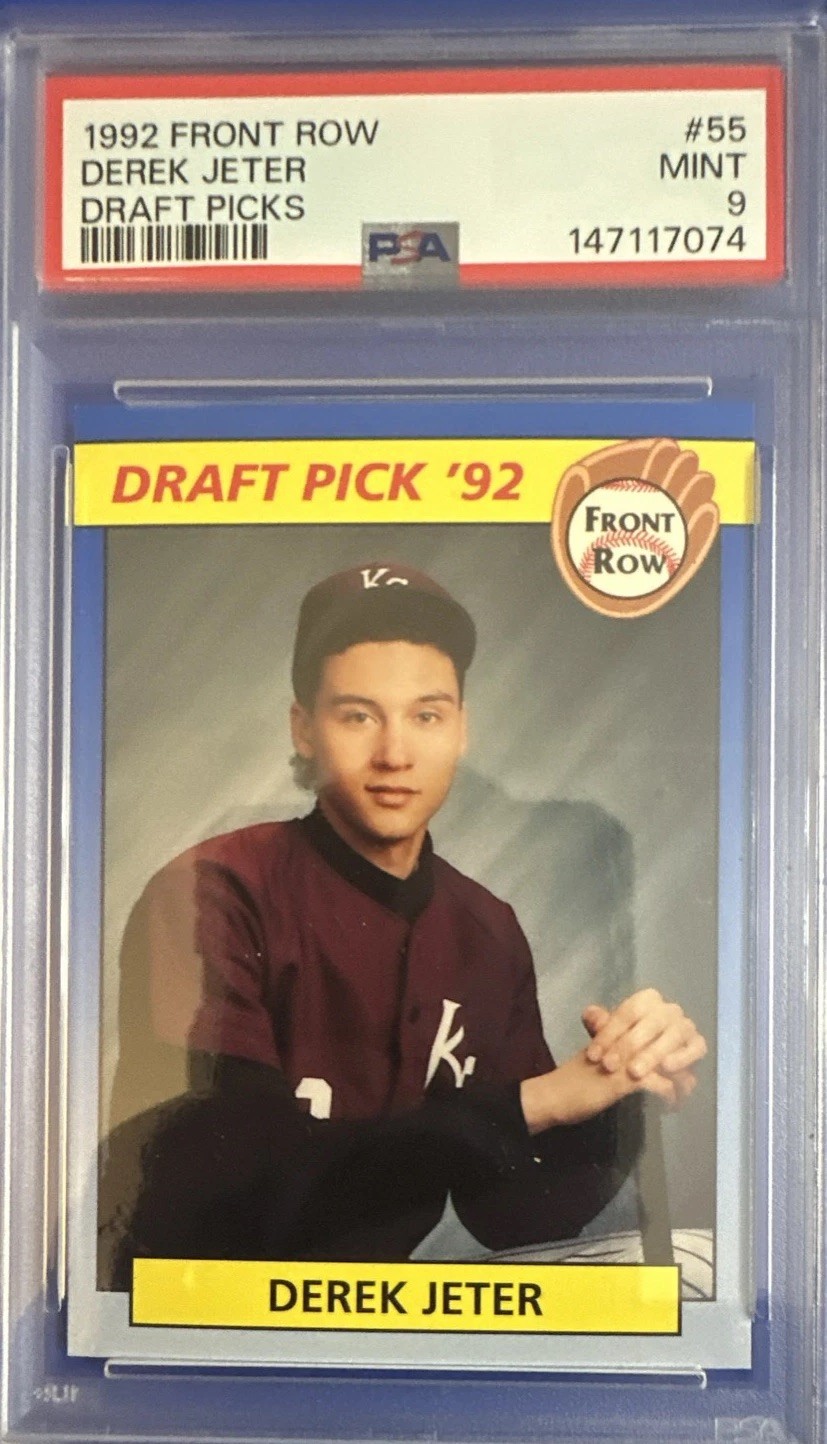 1992 FRONT ROW #55
DEREK JETER MINT
DRAFT PICKS 9
PSA 147117074
DRAFT PICK '92
FRONT
ROW
K
K
DEREK JETER
PSA